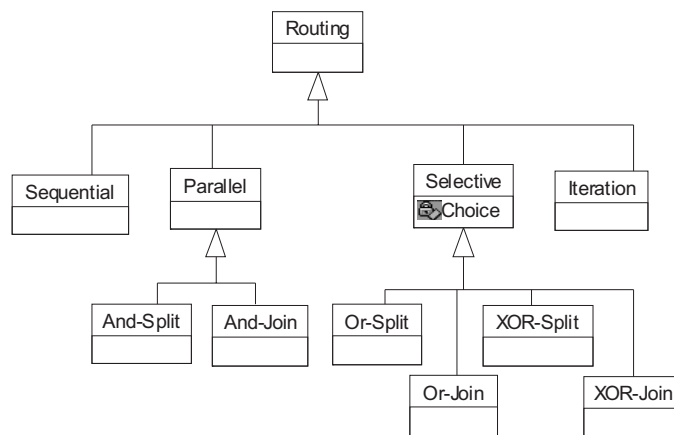 Routing
Sequential
Parallel
Selective
Choice
Iteration
And-Split
And-Join
Or-Split
XOR-Split
Or-Join
XOR-Join